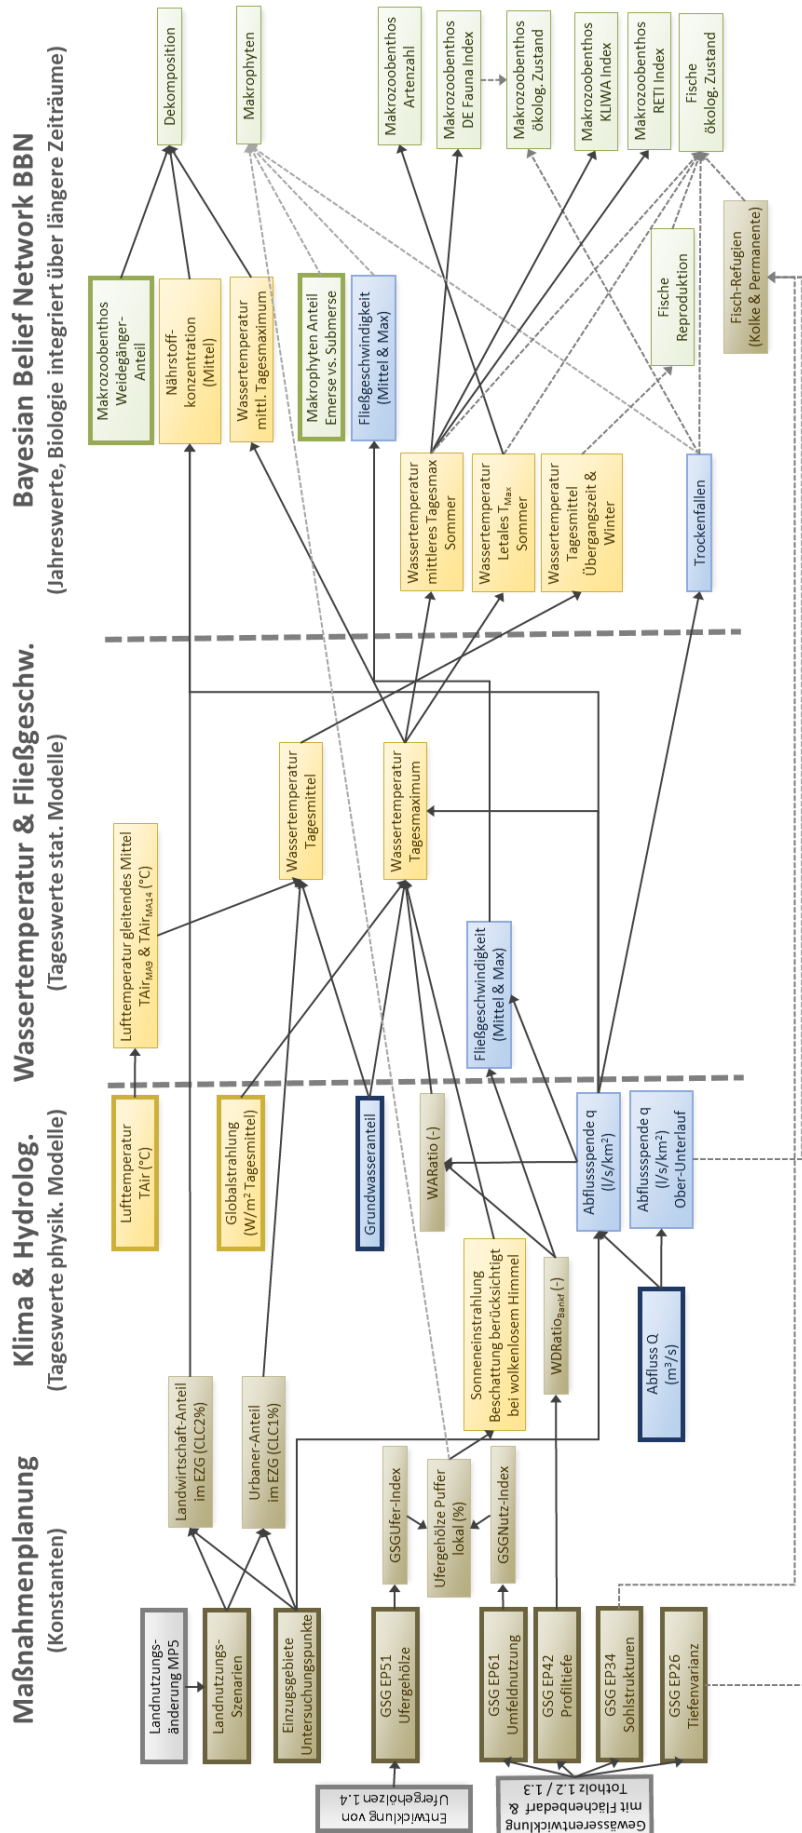 Maßnahmenplanung
(Konstanten)
Klima & Hydrolog.
(Tageswerte physik. Modelle)
Wassertemperatur & Fließgeschw.
(Tageswerte stat. Modelle)
Bayesian Belief Network BBN
(Jahreswerte, Biologie integriert über längere Zeiträume)
Landnutzungs-
änderung MP5
Landnutzungs-
Szenarien
Einzugsgebiete
Untersuchungspunkte
Entwicklung von
Ufergehölzen 1.4
GSG EP51
Ufergehölze
Gewässerentwicklung
mit Flächenbedarf &
Totholz 1.2 / 1.3
GSG EP61
Umfeldnutzung
GSG EP42
Profiltiefe
GSG EP34
Sohlstrukturen
GSG EP26
Tiefenvarianz
Landwirtschaft-Anteil
im EZG (CLC2%)
Urbaner-Anteil
im EZG (CLC1%)
GSGUfer-Index
Ufergehölze Puffer
lokal (%)
GSGNutz-Index
Lufttemperatur
TAir (°C)
Globalstrahlung
(W/m² Tagesmittel)
Grundwasseranteil
WARatio (-)
Sonneneinstrahlung
Beschattung berücksichtigt
bei wolkenlosem Himmel
WDRatioBankf (-)
Abflussspende q
(l/s/km²)
Abflussspende q
(l/s/km²)
Ober-Unterlauf
Abfluss Q
(m³/s)
Lufttemperatur gleitendes Mittel
TAirMA9 & TAirMA14 (°C)
Wassertemperatur
Tagesmittel
Wassertemperatur
Tagesmaximum
Fließgeschwindigkeit
(Mittel & Max)
Makrozoobenthos
Weidegänger-
Anteil
Nährstoff-
konzentration
(Mittel)
Wassertemperatur
mittl. Tagesmaximum
Makrophyten Anteil
Emerse vs. Submerse
Fließgeschwindigkeit
(Mittel & Max)
Wassertemperatur
mittleres Tagesmax
Sommer
Wassertemperatur
Letales TMax
Sommer
Wassertemperatur
Tagesmittel
Übergangszeit &
Winter
Trockenfallen
Fische
Reproduktion
Fisch-Refugien
(Kolke & Permanente)
Dekomposition
Makrophyten
Makrozoobenthos
Artenzahl
Makrozoobenthos
DE Fauna Index
Makrozoobenthos
ökolog. Zustand
Makrozoobenthos
KLIWA Index
Makrozoobenthos
RETI Index
Fische
ökolog. Zustand